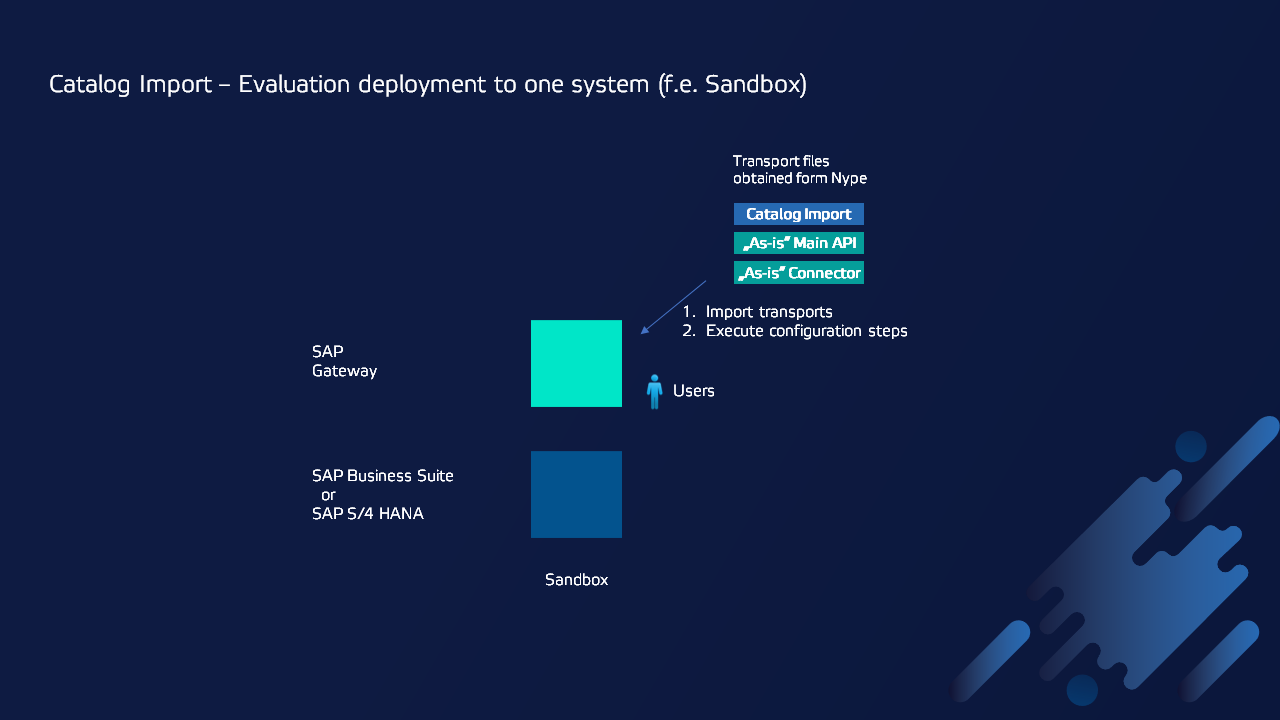 Catalog Import – Evaluation deployment to one system (f.e. Sandbox)
Transport files
obtained form Nype
Catalog Import
„As-is” Main API
„As-is” Connector
1. Import transports
2. Execute configuration steps
SAP
Gateway
Users
SAP Business Suite
or
SAP S/4 HANA
Sandbox